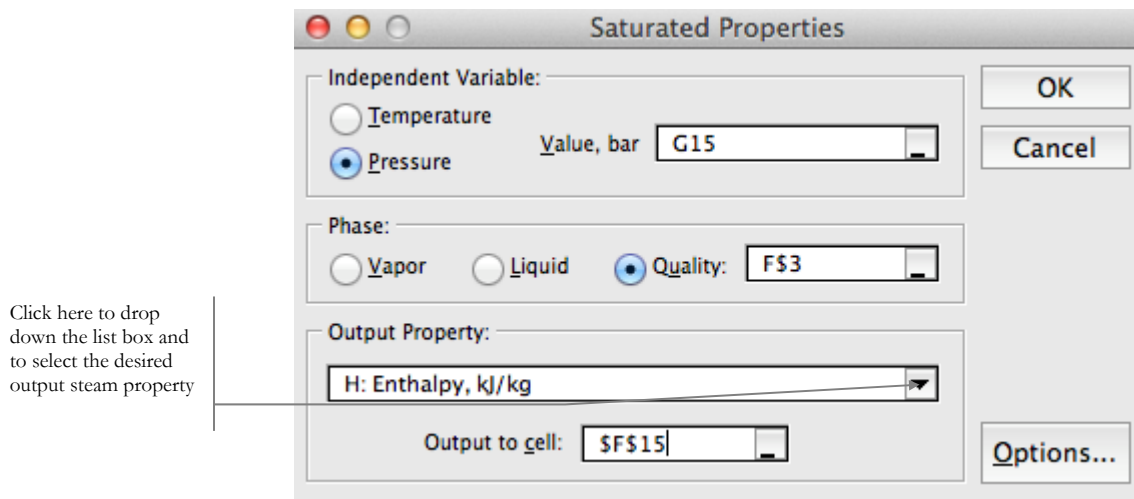 Saturated Properties
Independent Variable:
Temperature
Pressure
Value, bar G15
OK
Cancel
Phase:
Vapor Liquid Quality: F$3
Click here to drop
down the list box and
to select the desired
output steam property
Output Property:
H: Enthalpy, kJ/kg
Output to cell: $F$15
Options...